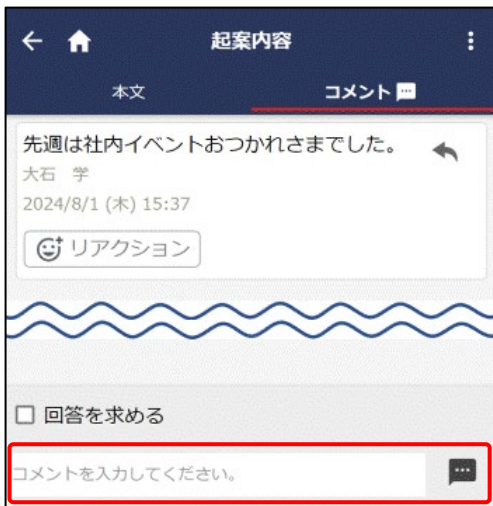 起案内容
本文
コメント
先週は社内イベントおつかれさまでした。
大石 学
2024/8/1 (木) 15:37
リアクション
回答を求める
コメントを入力してください。